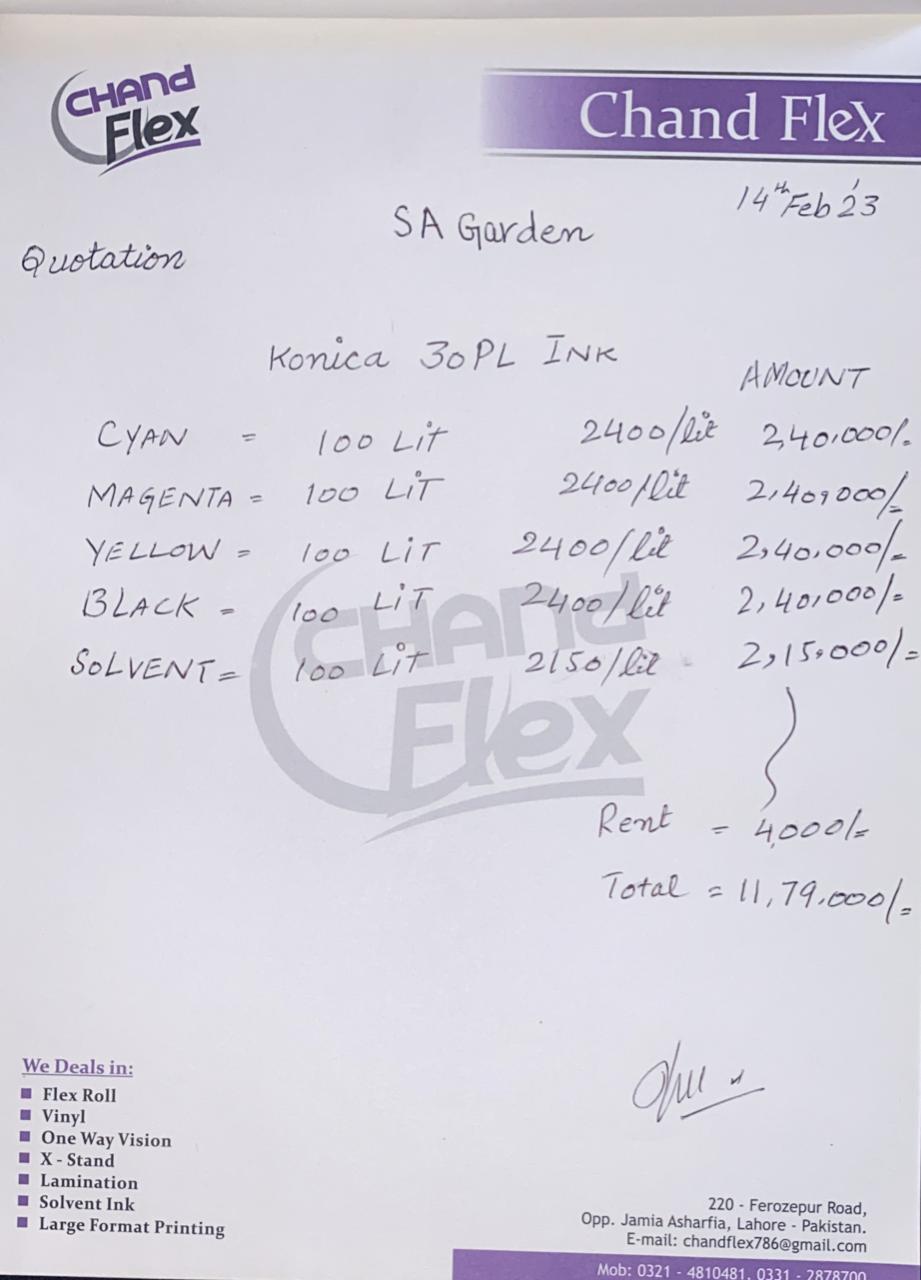 CHAND
Flex
Chand Flex
14th Feb '23
SA Garden
Quotation
Konica 30PL INK
AMOUNT
CYAN = 100 Lit 2400/lit 2,40,000/-
MAGENTA = 100 LiT 2400/lit 2,40,000/=
YELLOW = 100 LiT 2400/lit 2,40,000/=
BLACK = 100 LiT 2400/lit 2,40,000/=
SOLVENT = 100 Lit 2150/lit 2,15,000/=
CHAND
Flex
Rent = 4,000/=
Total = 11,79,000/=
We Deals in:
Flex Roll
Vinyl
One Way Vision
X - Stand
Lamination
Solvent Ink
Large Format Printing
220 - Ferozepur Road,
Opp. Jamia Asharfia, Lahore - Pakistan.
E-mail: chandflex786@gmail.com
Mob: 0321 - 4810481, 0331 - 2878700